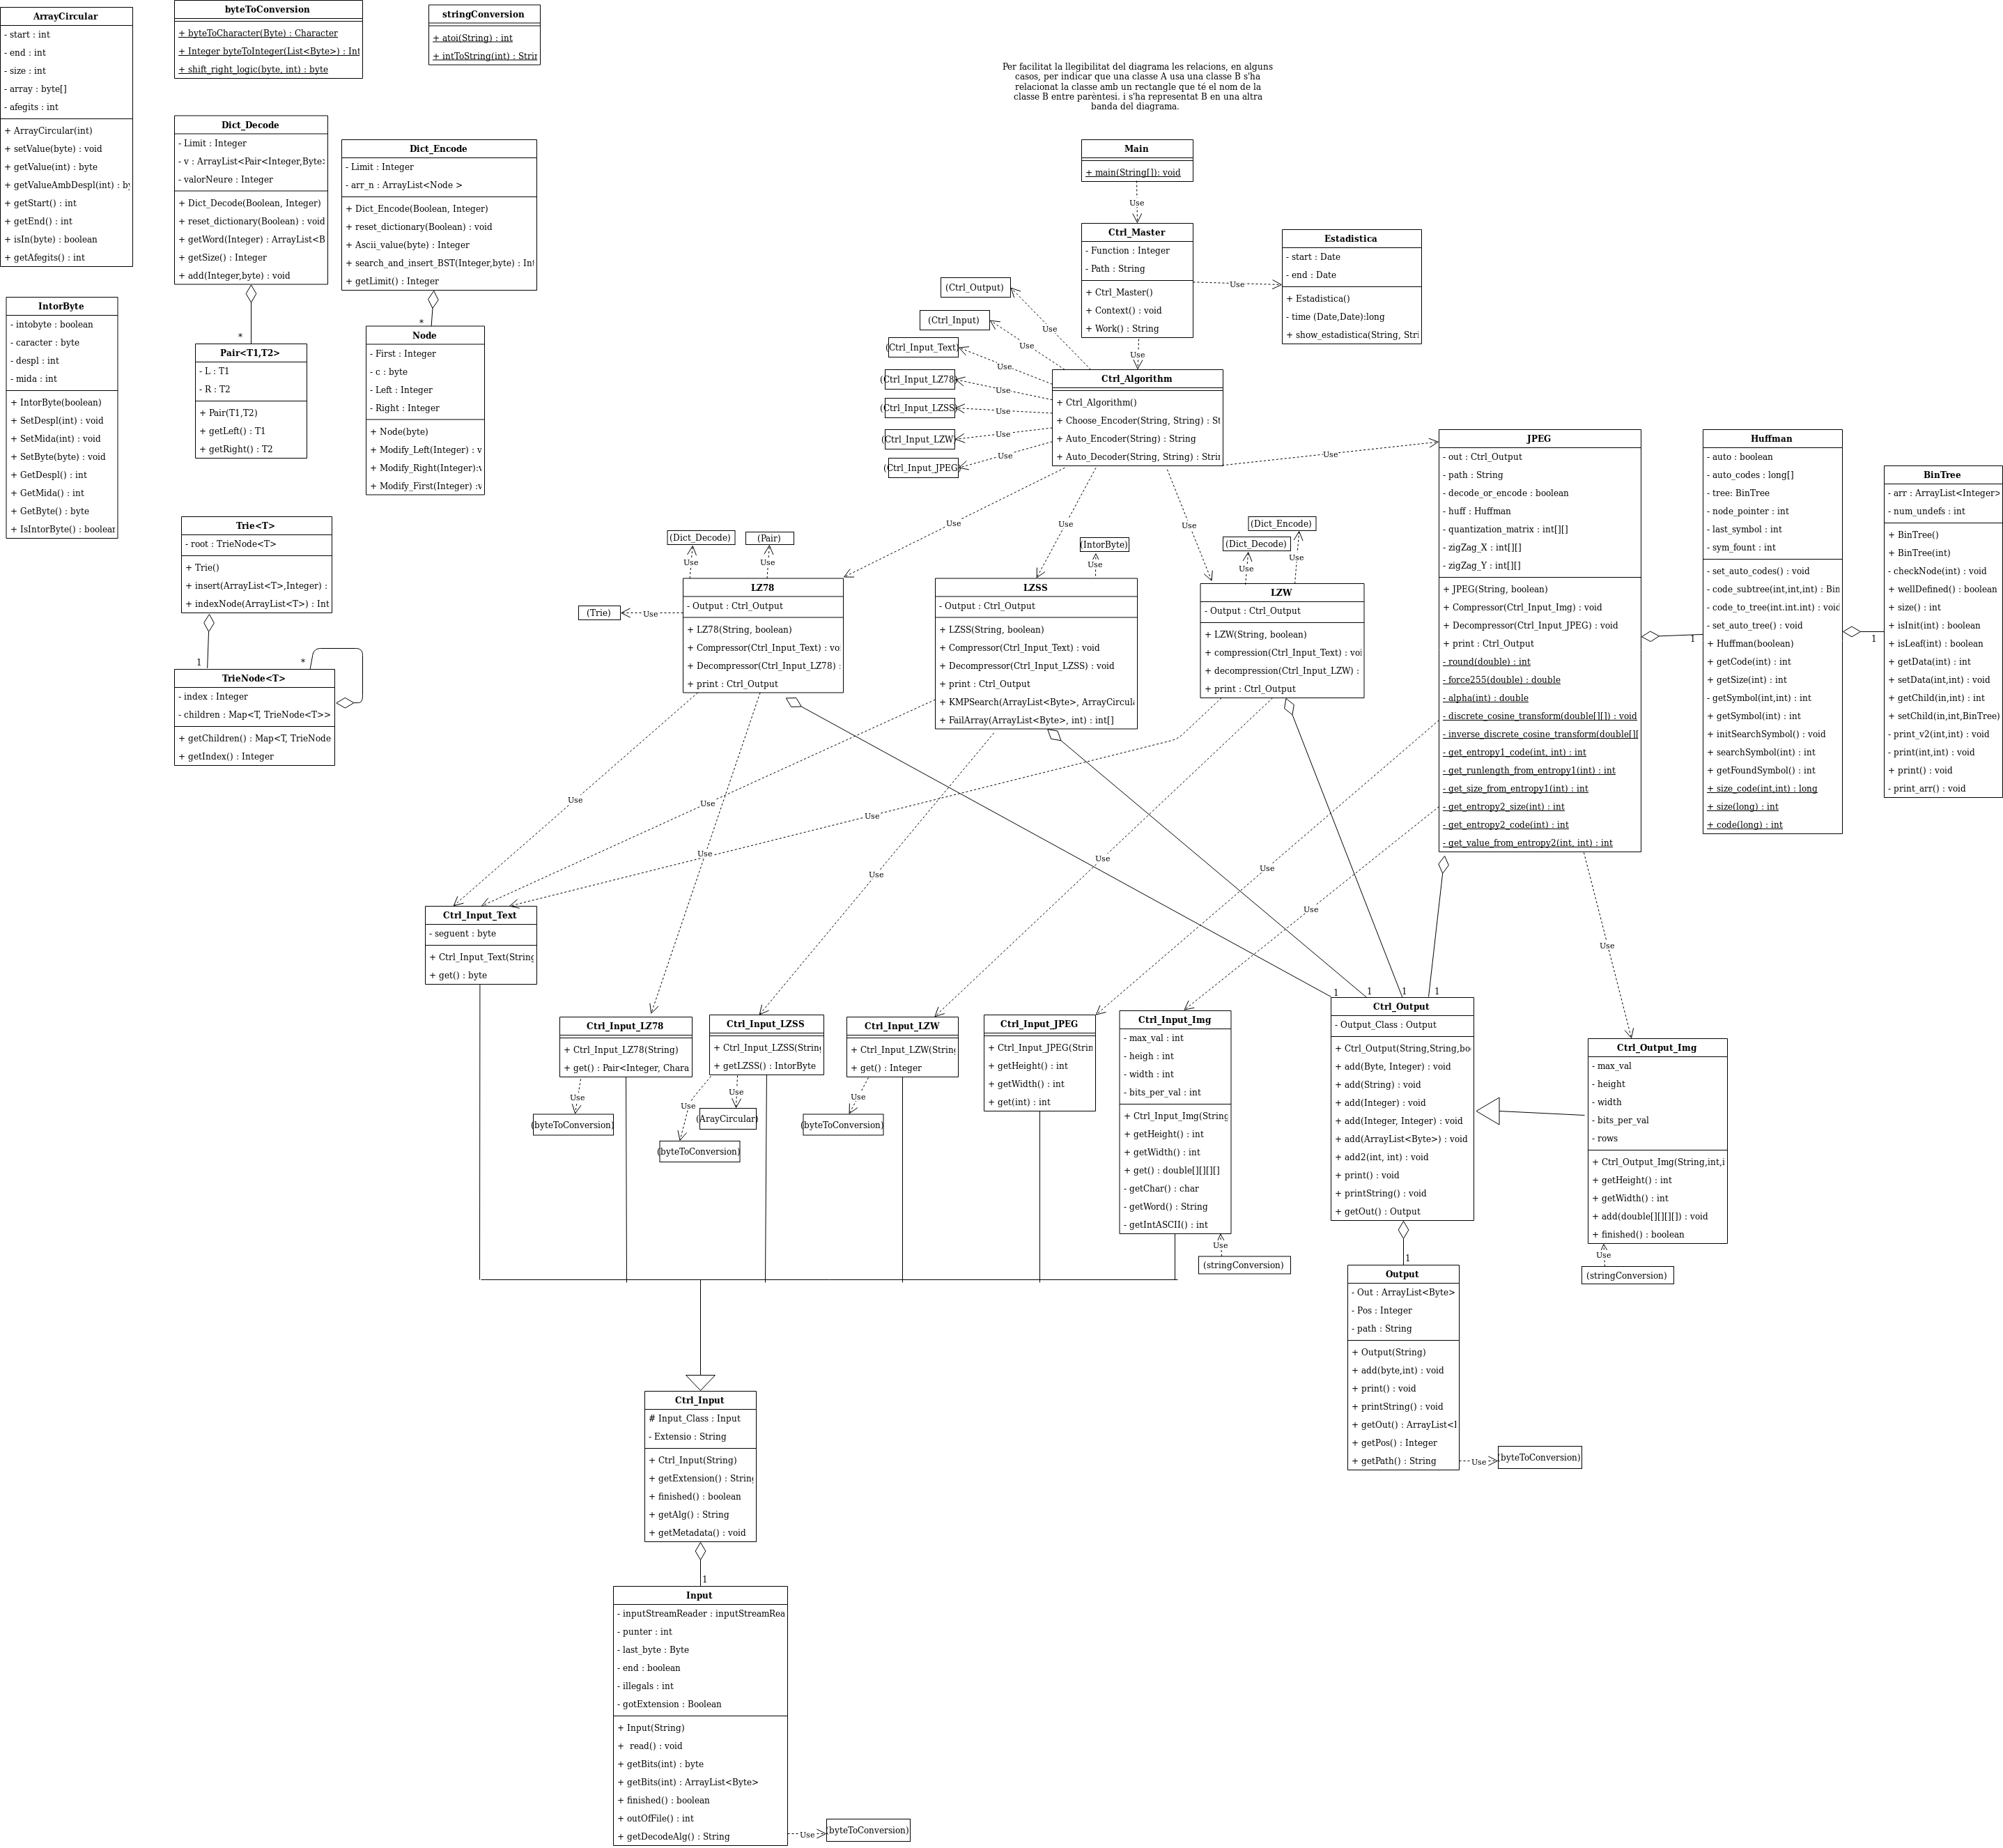 ArrayCircular
- start : int
- end : int
- size : int
- array : byte[]
- afegits : int
+ ArrayCircular(int)
+ setValue(byte) : void
+ getValue(int) : byte
+ getValueAmbDespl(int) : by
+ getStart() : int
+ getEnd() : int
+ isIn(byte) : boolean
+ getAfegits() : int
byteToConversion
+ byteToCharacter(Byte) : Character
+ Integer byteToInteger(List<Byte>) : Int
+ shift_right_logic(byte, int) : byte
stringConversion
+ atoi(String) : int
+ intToString(int) : Strin
Per facilitat la llegibilitat del diagrama les relacions, en alguns
casos, per indicar que una classe A usa una classe B s'ha
relacionat la classe amb un rectangle que té el nom de la
classe B entre parèntesi. i s'ha representat B en una altra
banda del diagrama.
Dict_Decode
- Limit : Integer
- v : ArrayList<Pair<Integer,Byte>
- valorNeure : Integer
+ Dict_Decode(Boolean, Integer)
+ reset_dictionary(Boolean) : void
+ getWord(Integer) : ArrayList<B
+ getSize() : Integer
+ add(Integer,byte) : void
*
Dict_Encode
- Limit : Integer
- arr_n : ArrayList<Node >
+ Dict_Encode(Boolean, Integer)
+ reset_dictionary(Boolean) : void
+ Ascii_value(byte) : Integer
+ search_and_insert_BST(Integer,byte) : Int
+ getLimit() : Integer
*
IntorByte
- intobyte : boolean
- caracter : byte
- despl : int
- mida : int
+ IntorByte(boolean)
+ SetDespl(int) : void
+ SetMida(int) : void
+ SetByte(byte) : void
+ GetDespl() : int
+ GetMida() : int
+ GetByte() : byte
+ IsIntorByte() : boolean
Pair<T1,T2>
- L : T1
- R : T2
+ Pair(T1,T2)
+ getLeft() : T1
+ getRight() : T2
Node
- First : Integer
- c : byte
- Left : Integer
- Right : Integer
+ Node(byte)
+ Modify_Left(Integer) : v
+ Modify_Right(Integer):v
+ Modify_First(Integer) :v
Trie<T>
- root : TrieNode<T>
+ Trie()
+ insert(ArrayList<T>,Integer) :
+ indexNode(ArrayList<T>) : Int
1
*
TrieNode<T>
- index : Integer
- children : Map<T, TrieNode<T>>
+ getChildren() : Map<T, TrieNode
+ getIndex() : Integer
Main
+ main(String[]): void
Use
Ctrl_Master
- Function : Integer
- Path : String
+ Ctrl_Master()
+ Context() : void
+ Work() : String
Use
Estadistica
- start : Date
- end : Date
+ Estadistica()
- time (Date,Date):long
+ show_estadistica(String, Stri
Use
(Ctrl_Output)
Use
(Ctrl_Input)
Use
(Ctrl_Input_Text)
Use
(Ctrl_Input_LZ78)
Use
(Ctrl_Input_LZSS)
Use
(Ctrl_Input_LZW)
Use
(Ctrl_Input_JPEG)
Use
Ctrl_Algorithm
+ Ctrl_Algorithm()
+ Choose_Encoder(String, String) : St
+ Auto_Encoder(String) : String
+ Auto_Decoder(String, String) : Strin
Use
Use
Use
Use
JPEG
- out : Ctrl_Output
- path : String
- decode_or_encode : boolean
- huff : Huffman
- quantization_matrix : int[][]
- zigZag_X : int[][]
- zigZag_Y : int[][]
+ JPEG(String, boolean)
+ Compressor(Ctrl_Input_Img) : void
+ Decompressor(Ctrl_Input_JPEG) : void
+ print : Ctrl_Output
- round(double) : int
- force255(double) : double
- alpha(int) : double
- discrete_cosine_transform(double[][]) : void
- inverse_discrete_cosine_transform(double[][
- get_entropy1_code(int, int) : int
- get_runlength_from_entropy1(int) : int
- get_size_from_entropy1(int) : int
- get_entropy2_size(int) : int
- get_entropy2_code(int) : int
- get_value_from_entropy2(int, int) : int
1
Huffman
- auto : boolean
- auto_codes : long[]
- tree: BinTree
- node_pointer : int
- last_symbol : int
- sym_fount : int
- set_auto_codes() : void
- code_subtree(int,int,int) : Bin
- code_to_tree(int.int.int) : void
- set_auto_tree() : void
+ Huffman(boolean)
+ getCode(int) : int
+ getSize(int) : int
- getSymbol(int,int) : int
+ getSymbol(int) : int
+ initSearchSymbol() : void
+ searchSymbol(int) : int
+ getFoundSymbol() : int
+ size_code(int,int) : long
+ size(long) : int
+ code(long) : int
1
BinTree
- arr : ArrayList<Integer>
- num_undefs : int
+ BinTree()
+ BinTree(int)
- checkNode(int) : void
+ wellDefined() : boolean
+ size() : int
+ isInit(int) : boolean
+ isLeaf(int) : boolean
+ getData(int) : int
+ setData(int,int) : void
+ getChild(in,int) : int
+ setChild(in,int,BinTree)
- print_v2(int,int) : void
- print(int,int) : void
+ print() : void
- print_arr() : void
(Dict_Decode)
Use
(Pair)
Use
(Trie)
Use
LZ78
- Output : Ctrl_Output
+ LZ78(String, boolean)
+ Compressor(Ctrl_Input_Text) : voi
+ Decompressor(Ctrl_Input_LZ78) :
+ print : Ctrl_Output
(IntorByte)
Use
LZSS
- Output : Ctrl_Output
+ LZSS(String, boolean)
+ Compressor(Ctrl_Input_Text) : void
+ Decompressor(Ctrl_Input_LZSS) : void
+ print : Ctrl_Output
+ KMPSearch(ArrayList<Byte>, ArrayCircula
+ FailArray(ArrayList<Byte>, int) : int[]
(Dict_Encode)
Use
(Dict_Decode)
Use
LZW
- Output : Ctrl_Output
+ LZW(String, boolean)
+ compression(Ctrl_Input_Text) : voi
+ decompression(Ctrl_Input_LZW) :
+ print : Ctrl_Output
Use
Use
Use
Use
Use
Use
Use
Use
Use
Ctrl_Input_Text
- seguent : byte
+ Ctrl_Input_Text(String
+ get() : byte
Ctrl_Input_LZ78
+ Ctrl_Input_LZ78(String)
+ get() : Pair<Integer, Chara
Use
(byteToConversion)
Ctrl_Input_LZSS
+ Ctrl_Input_LZSS(String
+ getLZSS() : IntorByte
Use
(ArayCircular)
Use
(byteToConversion)
Ctrl_Input_LZW
+ Ctrl_Input_LZW(String
+ get() : Integer
Use
(byteToConversion)
Ctrl_Input_JPEG
+ Ctrl_Input_JPEG(Strin
+ getHeight() : int
+ getWidth() : int
+ get(int) : int
Ctrl_Input_Img
- max_val : int
- heigh : int
- width : int
- bits_per_val : int
+ Ctrl_Input_Img(String
+ getHeight() : int
+ getWidth() : int
+ get() : double[][][][]
- getChar() : char
- getWord() : String
- getIntASCII() : int
Use
(stringConversion)
1
1
1
1
Ctrl_Output
- Output_Class : Output
+ Ctrl_Output(String,String,bo
+ add(Byte, Integer) : void
+ add(String) : void
+ add(Integer) : void
+ add(Integer, Integer) : void
+ add(ArrayList<Byte>) : void
+ add2(int, int) : void
+ print() : void
+ printString() : void
+ getOut() : Output
1
Use
Ctrl_Output_Img
- max_val
- height
- width
- bits_per_val
- rows
+ Ctrl_Output_Img(String,int,i
+ getHeight() : int
+ getWidth() : int
+ add(double[][][][]) : void
+ finished() : boolean
Use
(stringConversion)
Output
- Out : ArrayList<Byte>
- Pos : Integer
- path : String
+ Output(String)
+ add(byte,int) : void
+ print() : void
+ printString() : void
+ getOut() : ArrayList<I
+ getPos() : Integer
+ getPath() : String
Use
(byteToConversion)
Ctrl_Input
# Input_Class : Input
- Extensio : String
+ Ctrl_Input(String)
+ getExtension() : String
+ finished() : boolean
+ getAlg() : String
+ getMetadata() : void
1
Input
- inputStreamReader : inputStreamRea
- punter : int
- last_byte : Byte
- end : boolean
- illegals : int
- gotExtension : Boolean
+ Input(String)
+ read() : void
+ getBits(int) : byte
+ getBits(int) : ArrayList<Byte>
+ finished() : boolean
+ outOfFile() : int
+ getDecodeAlg() : String
Use
(byteToConversion)